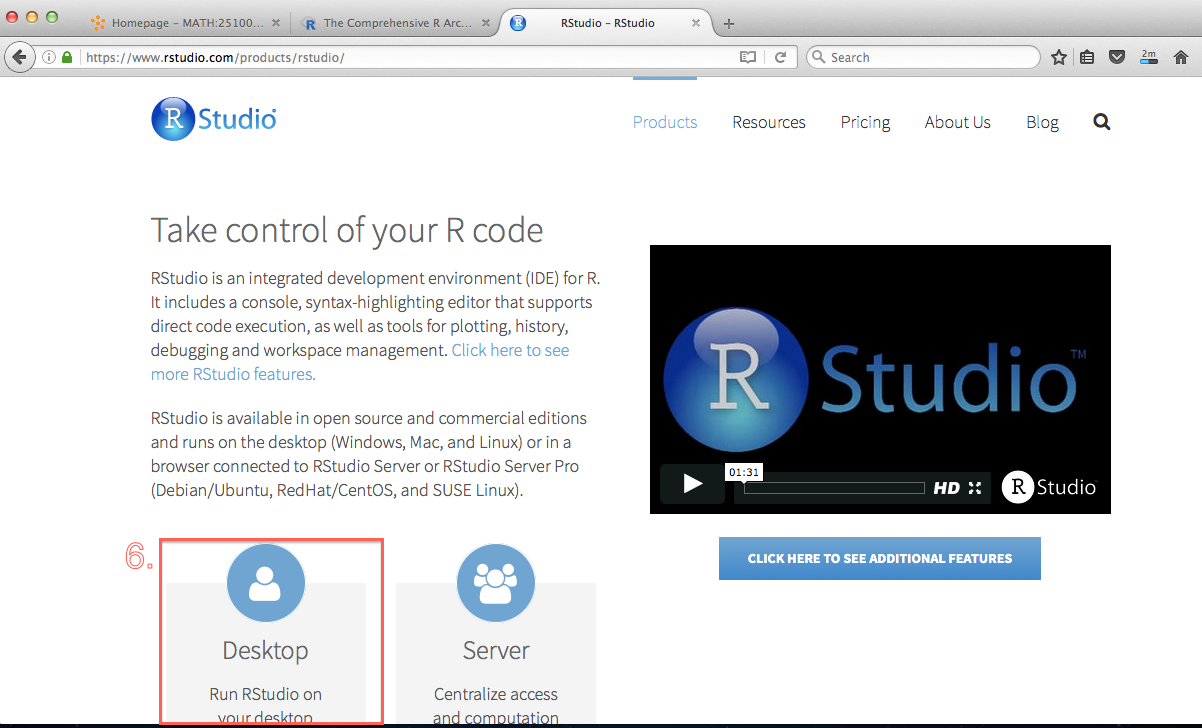 Homepage – MATH:25100...
The Comprehensive R Arc...
RStudio – RStudio
https://www.rstudio.com/products/rstudio/
Search
2m
R Studio
Products
Resources
Pricing
About Us
Blog
Take control of your R code
RStudio is an integrated development environment (IDE) for R.
It includes a console, syntax-highlighting editor that supports
direct code execution, as well as tools for plotting, history,
debugging and workspace management. Click here to see
more RStudio features.
RStudio is available in open source and commercial editions
and runs on the desktop (Windows, Mac, and Linux) or in a
browser connected to RStudio Server or RStudio Server Pro
(Debian/Ubuntu, RedHat/CentOS, and SUSE Linux).
R Studio™
01:31
HD
R Studio
CLICK HERE TO SEE ADDITIONAL FEATURES
6.
Desktop
Run RStudio on
your desktop
Server
Centralize access
and computation